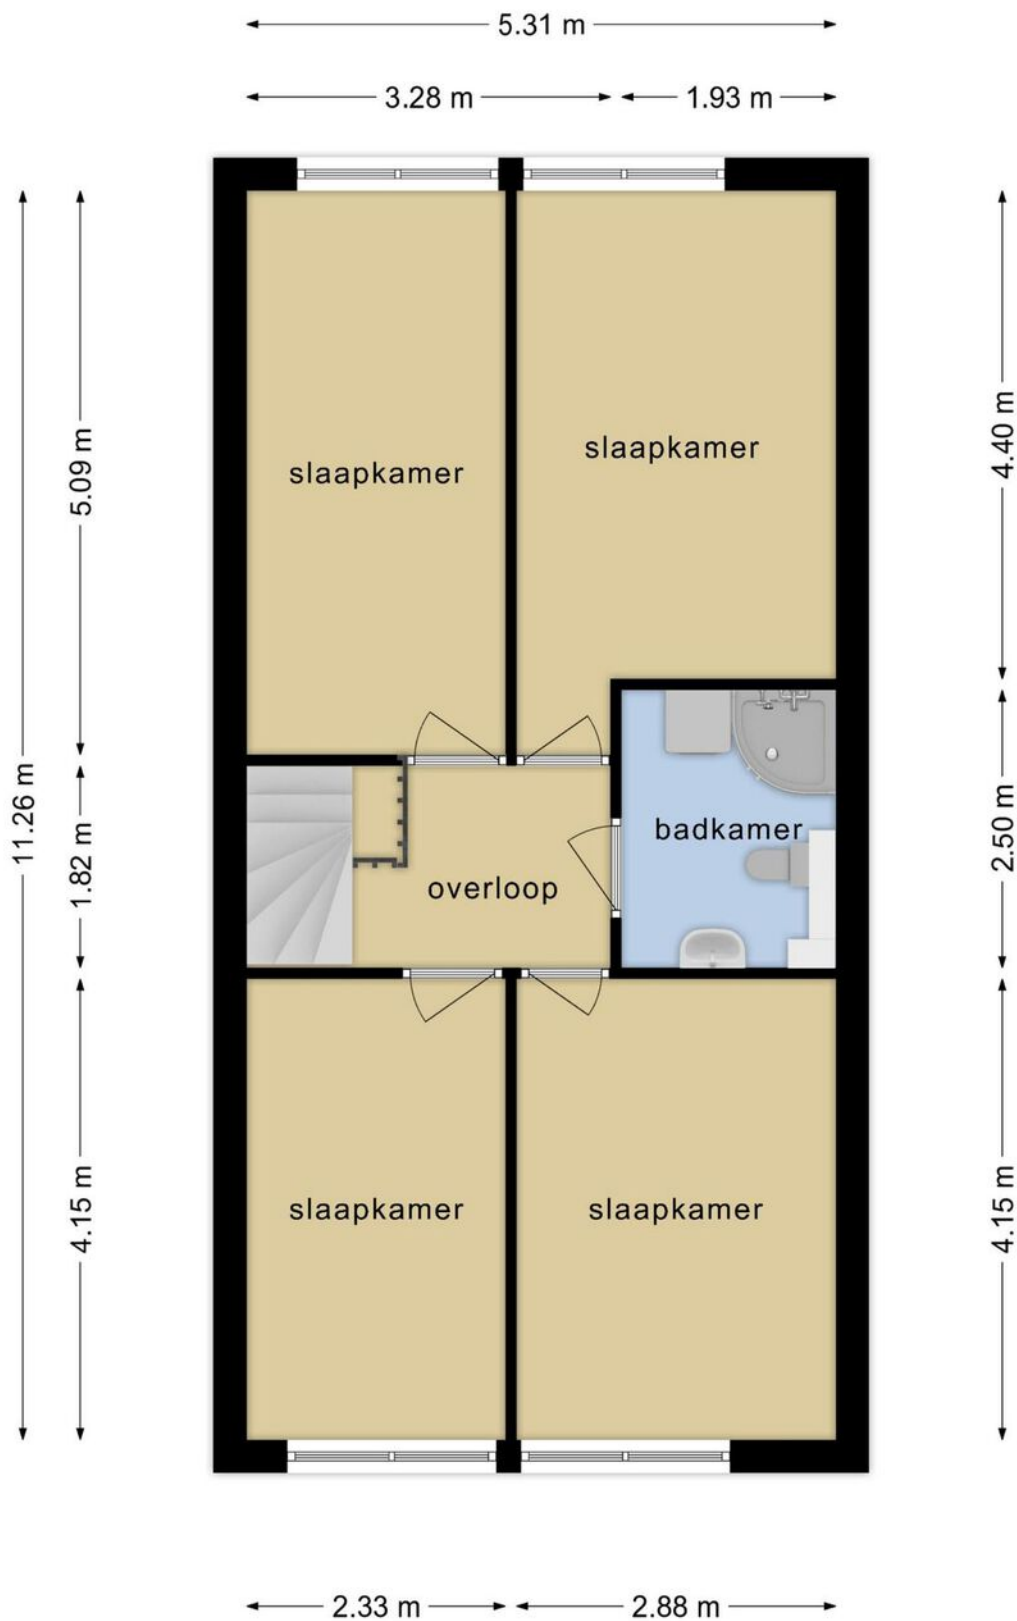 5.31 m
3.28 m
1.93 m
11.26 m
5.09 m
1.82 m
4.15 m
4.40 m
2.50 m
4.15 m
slaapkamer
slaapkamer
badkamer
overloop
slaapkamer
slaapkamer
2.33 m
2.88 m